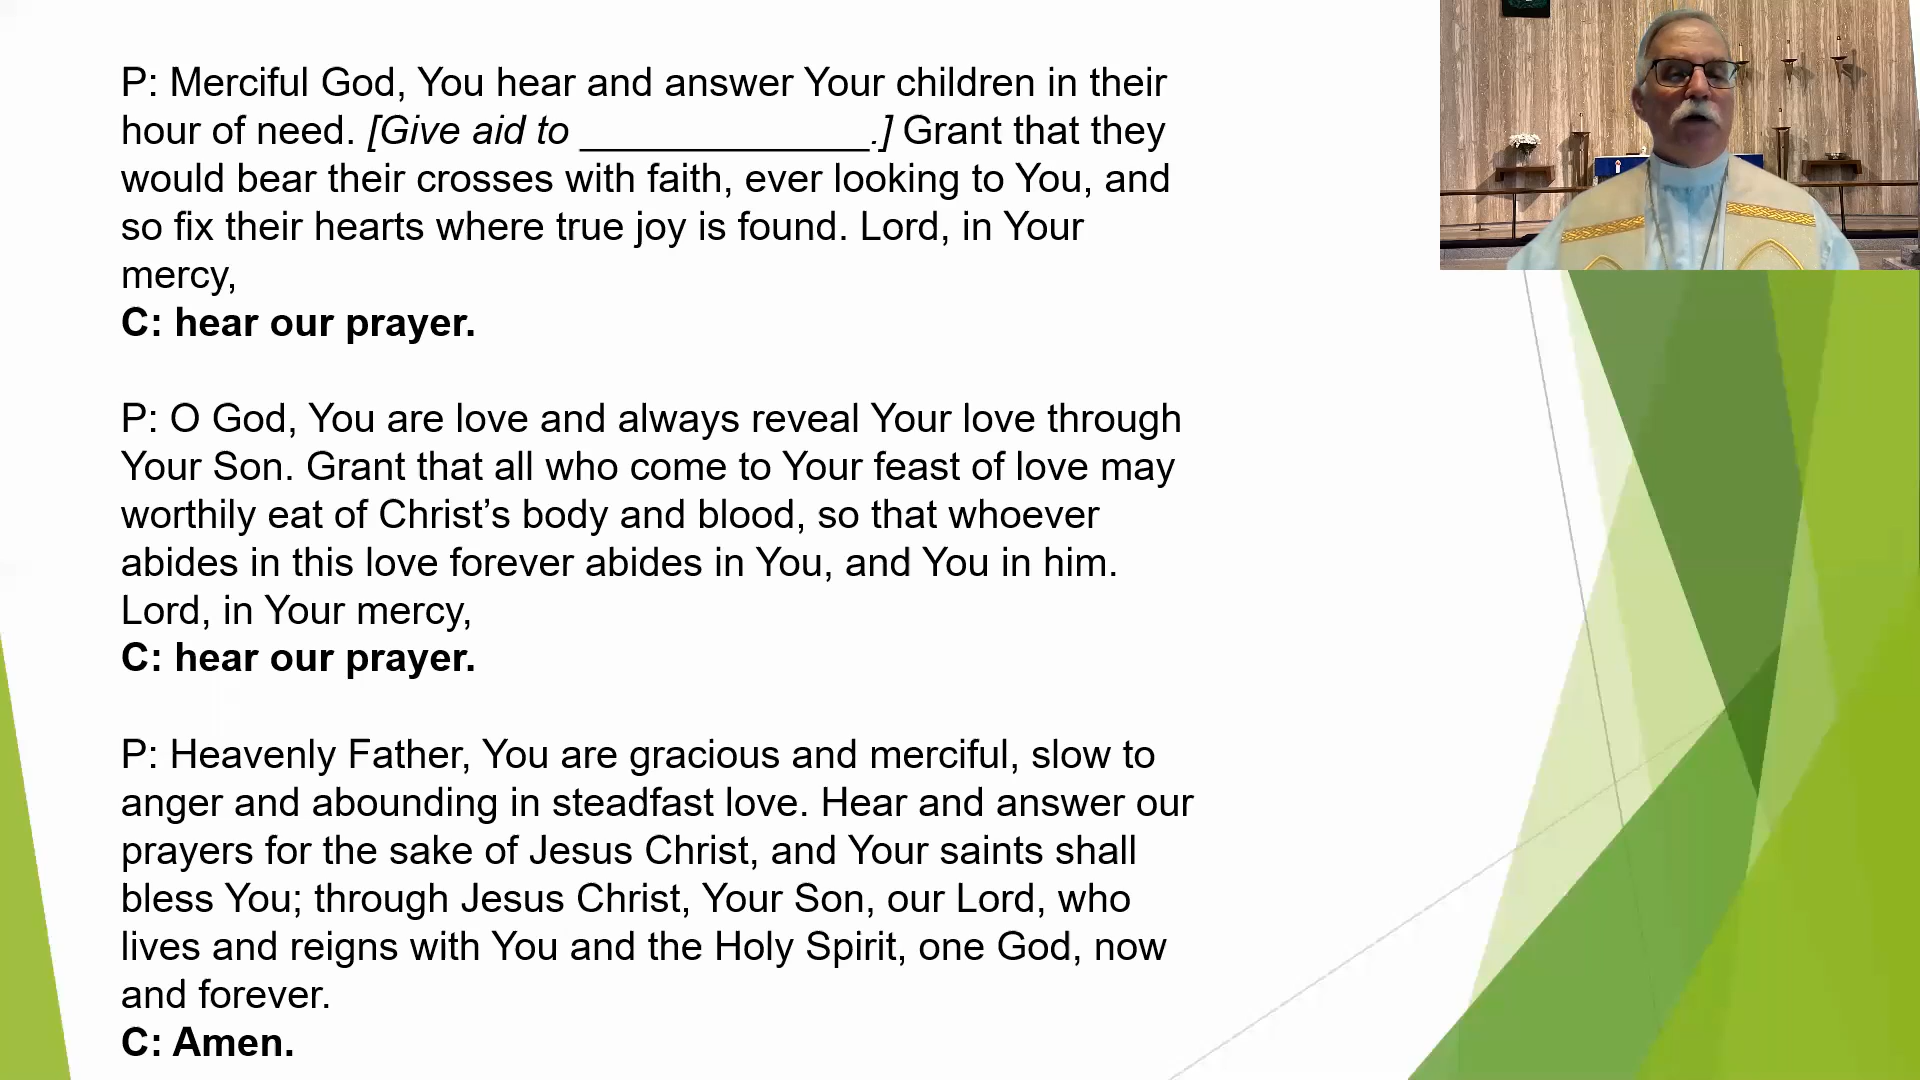 P: Merciful God, You hear and answer Your children in their
hour of need. [Give aid to _____________.] Grant that they
would bear their crosses with faith, ever looking to You, and
so fix their hearts where true joy is found. Lord, in Your
mercy,
C: hear our prayer.
P: O God, You are love and always reveal Your love through
Your Son. Grant that all who come to Your feast of love may
worthily eat of Christ’s body and blood, so that whoever
abides in this love forever abides in You, and You in him.
Lord, in Your mercy,
C: hear our prayer.
P: Heavenly Father, You are gracious and merciful, slow to
anger and abounding in steadfast love. Hear and answer our
prayers for the sake of Jesus Christ, and Your saints shall
bless You; through Jesus Christ, Your Son, our Lord, who
lives and reigns with You and the Holy Spirit, one God, now
and forever.
C: Amen.